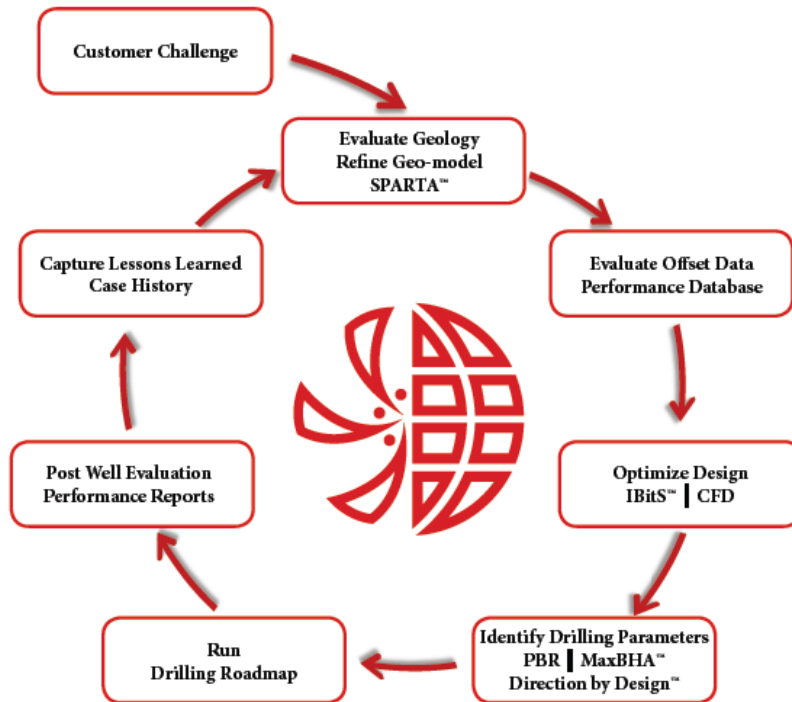 Customer Challenge
Evaluate Geology
Refine Geo-model
SPARTA™
Evaluate Offset Data
Performance Database
Optimize Design
IBitS™ | CFD
Identify Drilling Parameters
PBR | MaxBHA™
Direction by Design™
Run
Drilling Roadmap
Post Well Evaluation
Performance Reports
Capture Lessons Learned
Case History